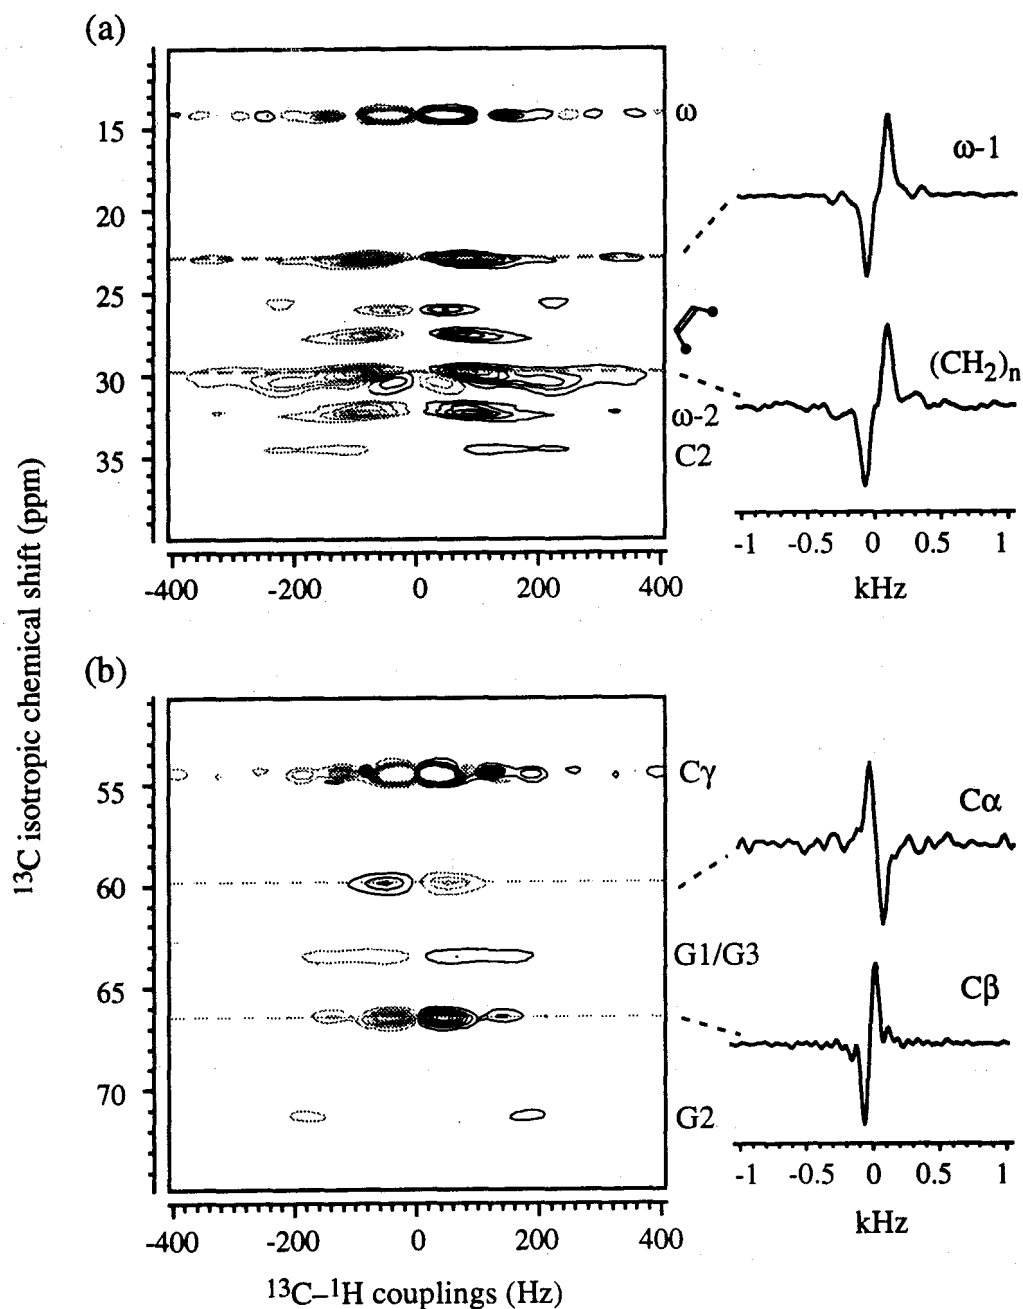 (a)
ω
15
20
25
30
35
ω-1
(CH₂)ₙ
ω-2
C2
-400 -200 0 200 400
-1 -0.5 0 0.5 1
kHz
¹³C isotropic chemical shift (ppm)
(b)
Cγ
55
60
65
70
Cα
G1/G3
Cβ
G2
-400 -200 0 200 400
-1 -0.5 0 0.5 1
kHz
¹³C–¹H couplings (Hz)